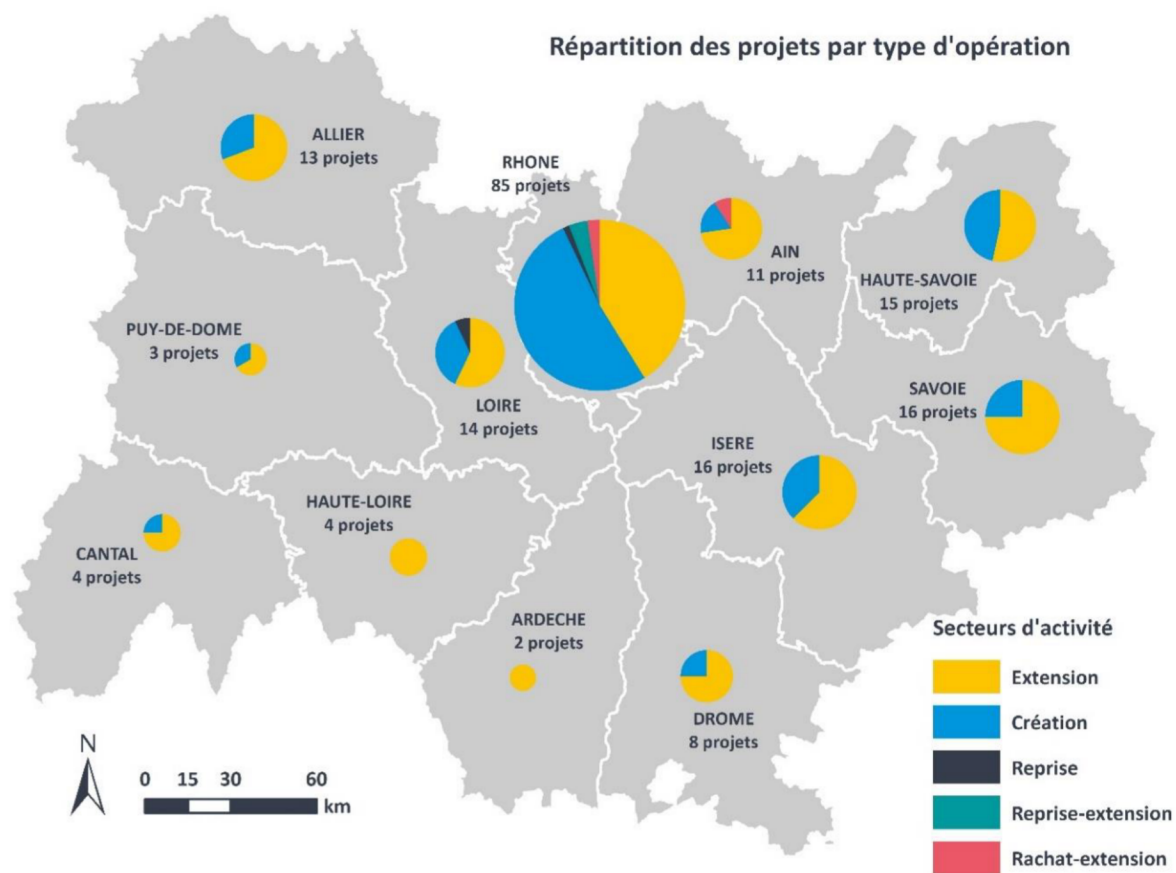 Répartition des projets par type d'opération
ALLIER
13 projets
RHONE
85 projets
AIN
11 projets
HAUTE-SAVOIE
15 projets
PUY-DE-DOME
3 projets
LOIRE
14 projets
SAVOIE
16 projets
ISERE
16 projets
HAUTE-LOIRE
4 projets
CANTAL
4 projets
ARDECHE
2 projets
DROME
8 projets
Secteurs d'activité
Extension
Création
Reprise
Reprise-extension
Rachat-extension
N
0 15 30 60
km